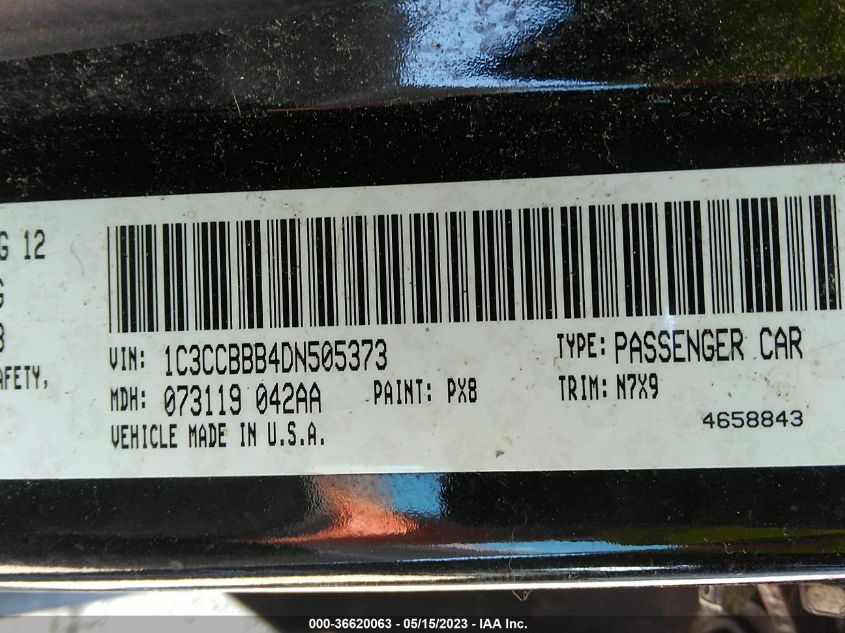 G 12
G
8
AFETY,
VIN: 1C3CCBBB4DN505373
TYPE: PASSENGER CAR
MDH: 073119 042AA
PAINT: PX8
TRIM: N7X9
VEHICLE MADE IN U.S.A.
4658843
000-36620063 - 05/15/2023 - IAA Inc.